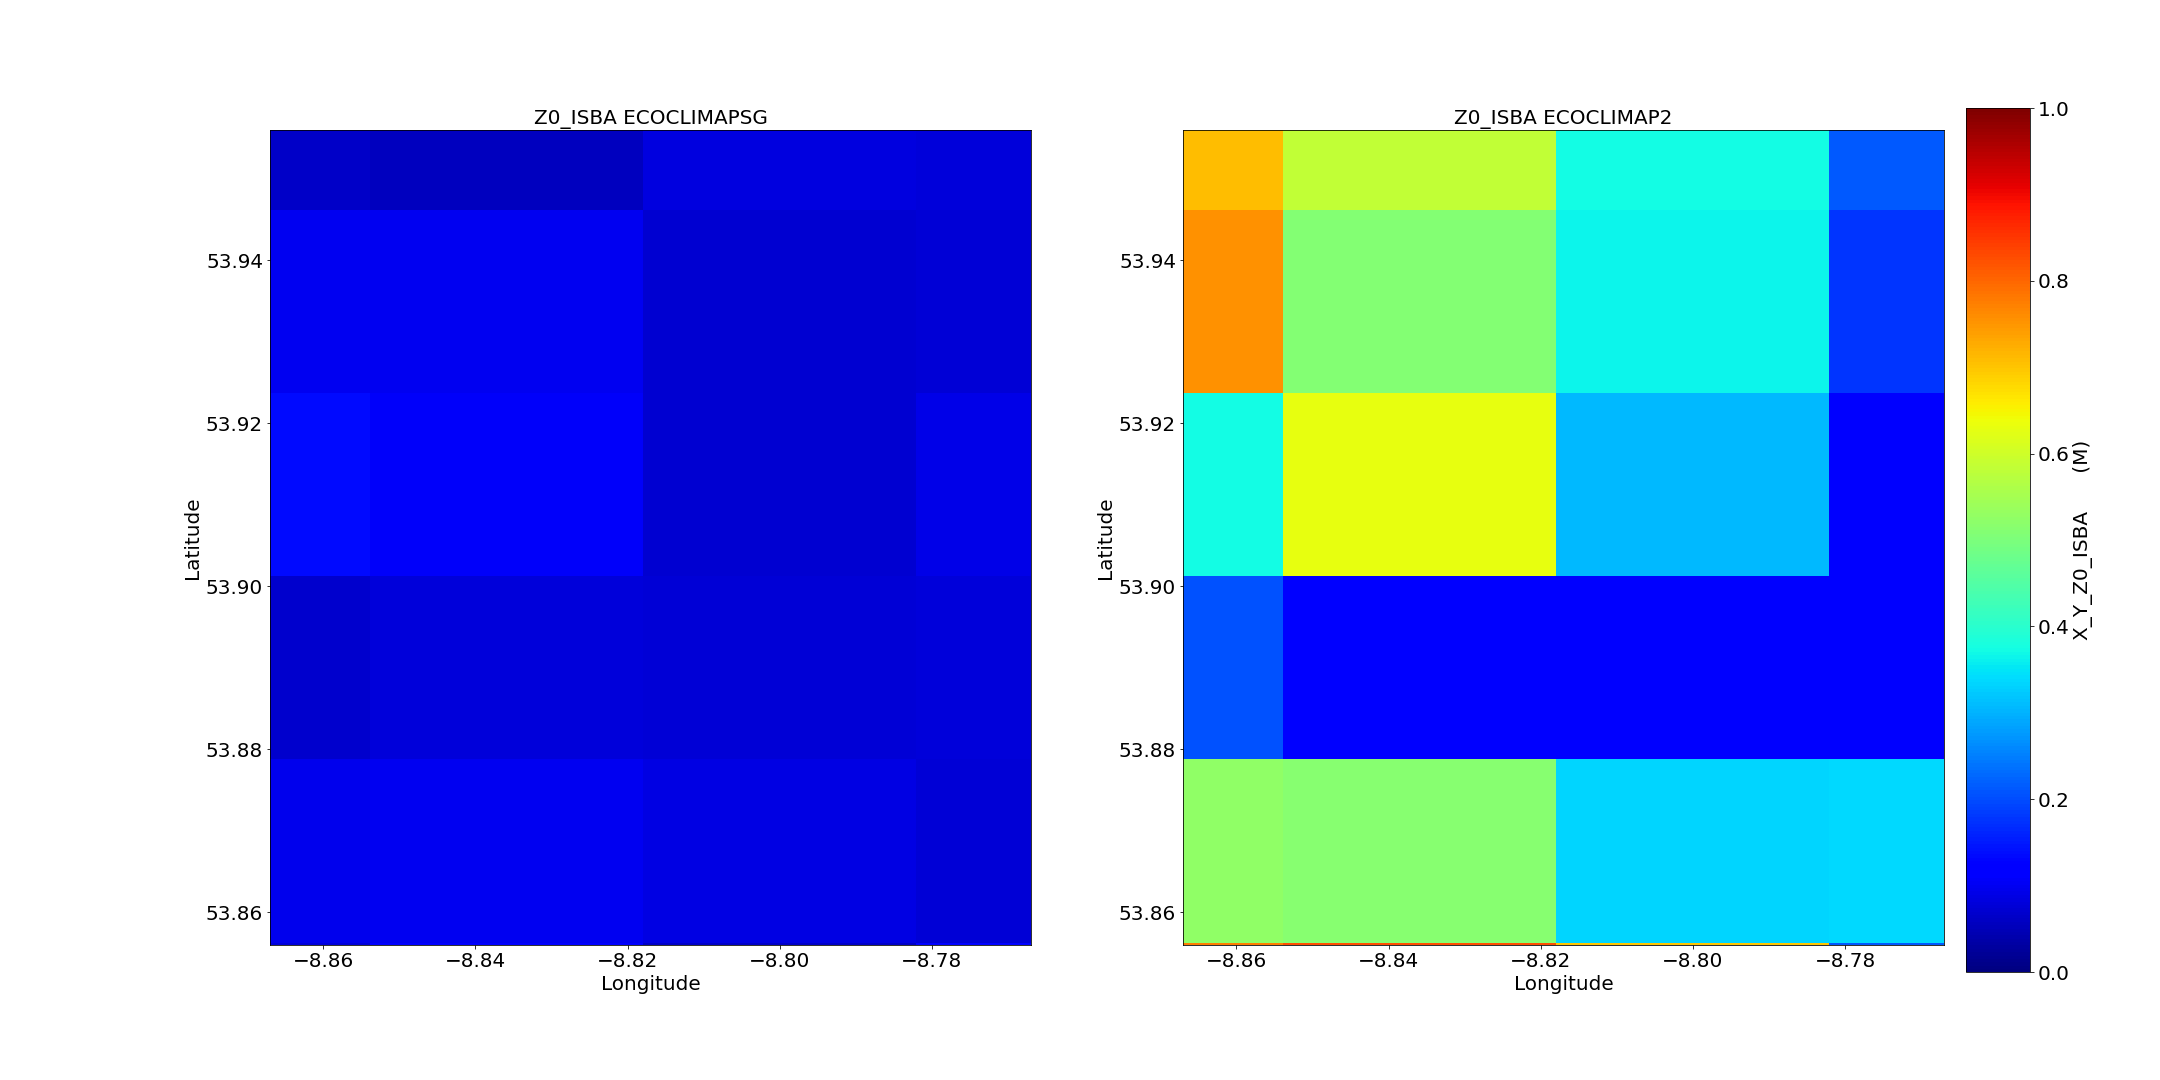 Z0_ISBA ECOCLIMAPSG
53.94
53.92
53.90
53.88
53.86
Latitude
−8.86 −8.84 −8.82 −8.80 −8.78
Longitude
Z0_ISBA ECOCLIMAP2
53.94
53.92
53.90
53.88
53.86
Latitude
−8.86 −8.84 −8.82 −8.80 −8.78
Longitude
1.0
0.8
0.6
0.4
0.2
0.0
X_Y_Z0_ISBA (M)